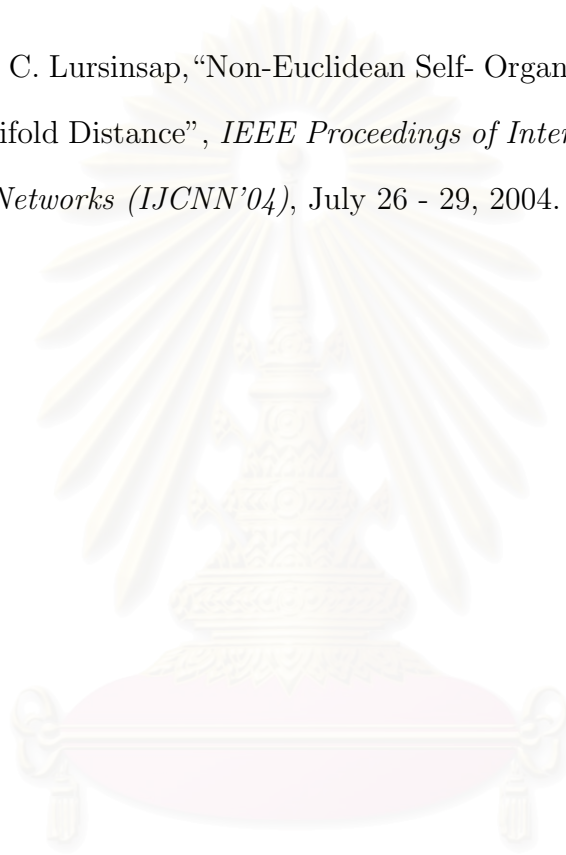 C. Lursinsap,“Non-Euclidean Self- Organ
ifold Distance”, IEEE Proceedings of Inter
Networks (IJCNN’04), July 26 - 29, 2004.